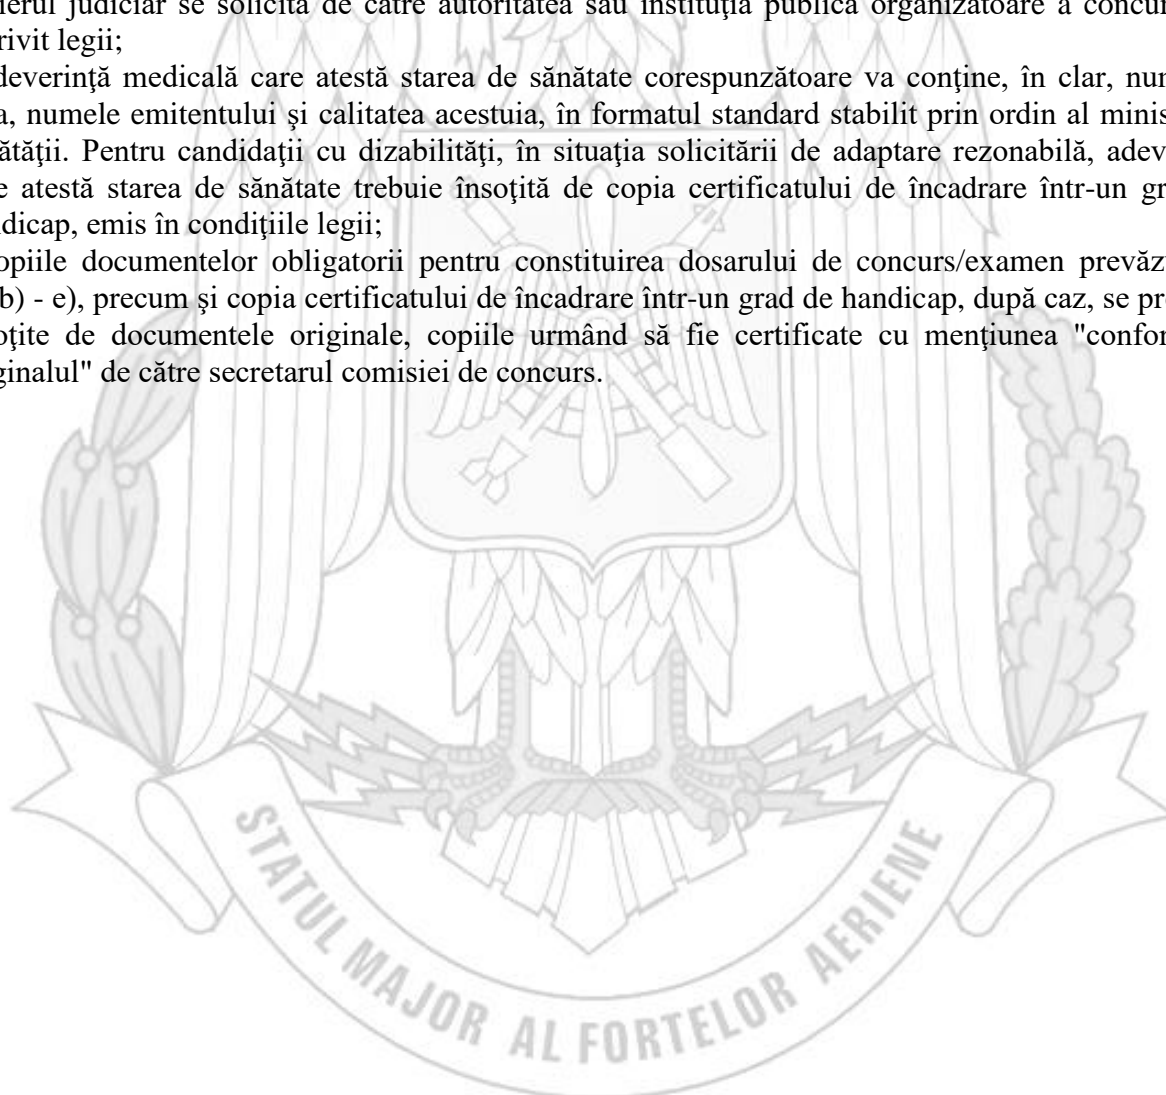 ierul judiciar se solicită de către autoritatea sau instituţia publică organizatoare a concur
rivit legii;
deverinţă medicală care atestă starea de sănătate corespunzătoare va conţine, în clar, num
a, numele emitentului şi calitatea acestuia, în formatul standard stabilit prin ordin al minis
ătăţii. Pentru candidaţii cu dizabilităţi, în situaţia solicitării de adaptare rezonabilă, adev
e atestă starea de sănătate trebuie însoţită de copia certificatului de încadrare într-un gr
dicap, emis în condiţiile legii;
opiile documentelor obligatorii pentru constituirea dosarului de concurs/examen prevăz
b) - e), precum şi copia certificatului de încadrare într-un grad de handicap, după caz, se pr
oţite de documentele originale, copiile urmând să fie certificate cu menţiunea "confor
ginalul" de către secretarul comisiei de concurs.
STATUL MAJOR AL FORTELOR AERIENE